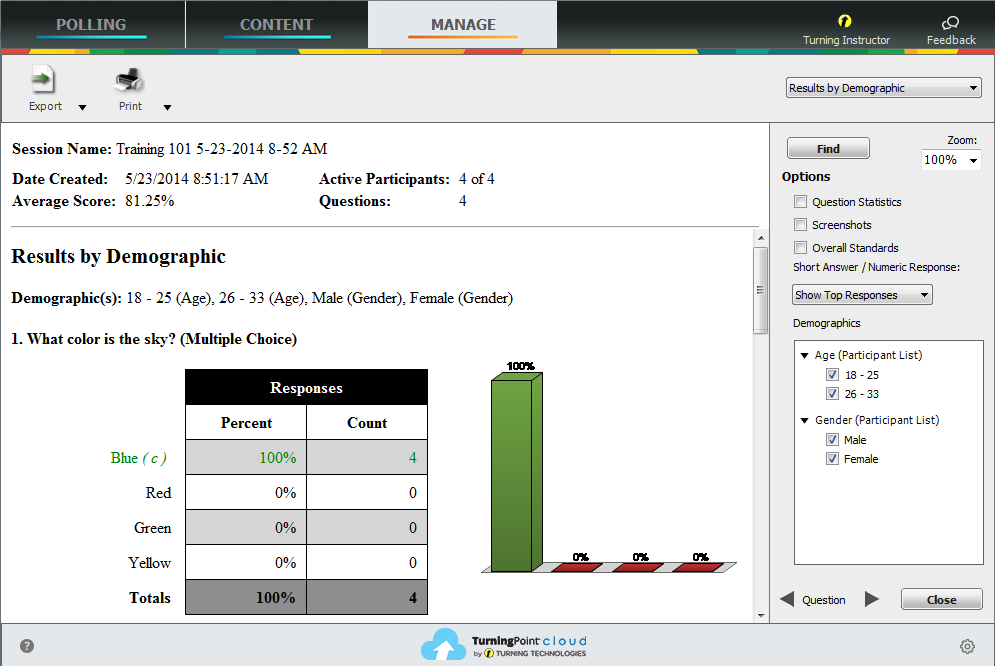 POLLING CONTENT MANAGE Turning Instructor Feedback
Export Print Results by Demographic
Session Name: Training 101 5-23-2014 8-52 AM
Date Created: 5/23/2014 8:51:17 AM Active Participants: 4 of 4
Average Score: 81.25% Questions: 4
Results by Demographic
Demographic(s): 18 - 25 (Age), 26 - 33 (Age), Male (Gender), Female (Gender)
1. What color is the sky? (Multiple Choice)
Responses
Percent Count
Blue ( c ) 100% 4
Red 0% 0
Green 0% 0
Yellow 0% 0
Totals 100% 4
100%
0% 0% 0%
Find Zoom:
100%
Options
Question Statistics
Screenshots
Overall Standards
Short Answer / Numeric Response:
Show Top Responses
Demographics
Age (Participant List)
18 - 25
26 - 33
Gender (Participant List)
Male
Female
Question Close
? TurningPoint cloud
by TURNING TECHNOLOGIES